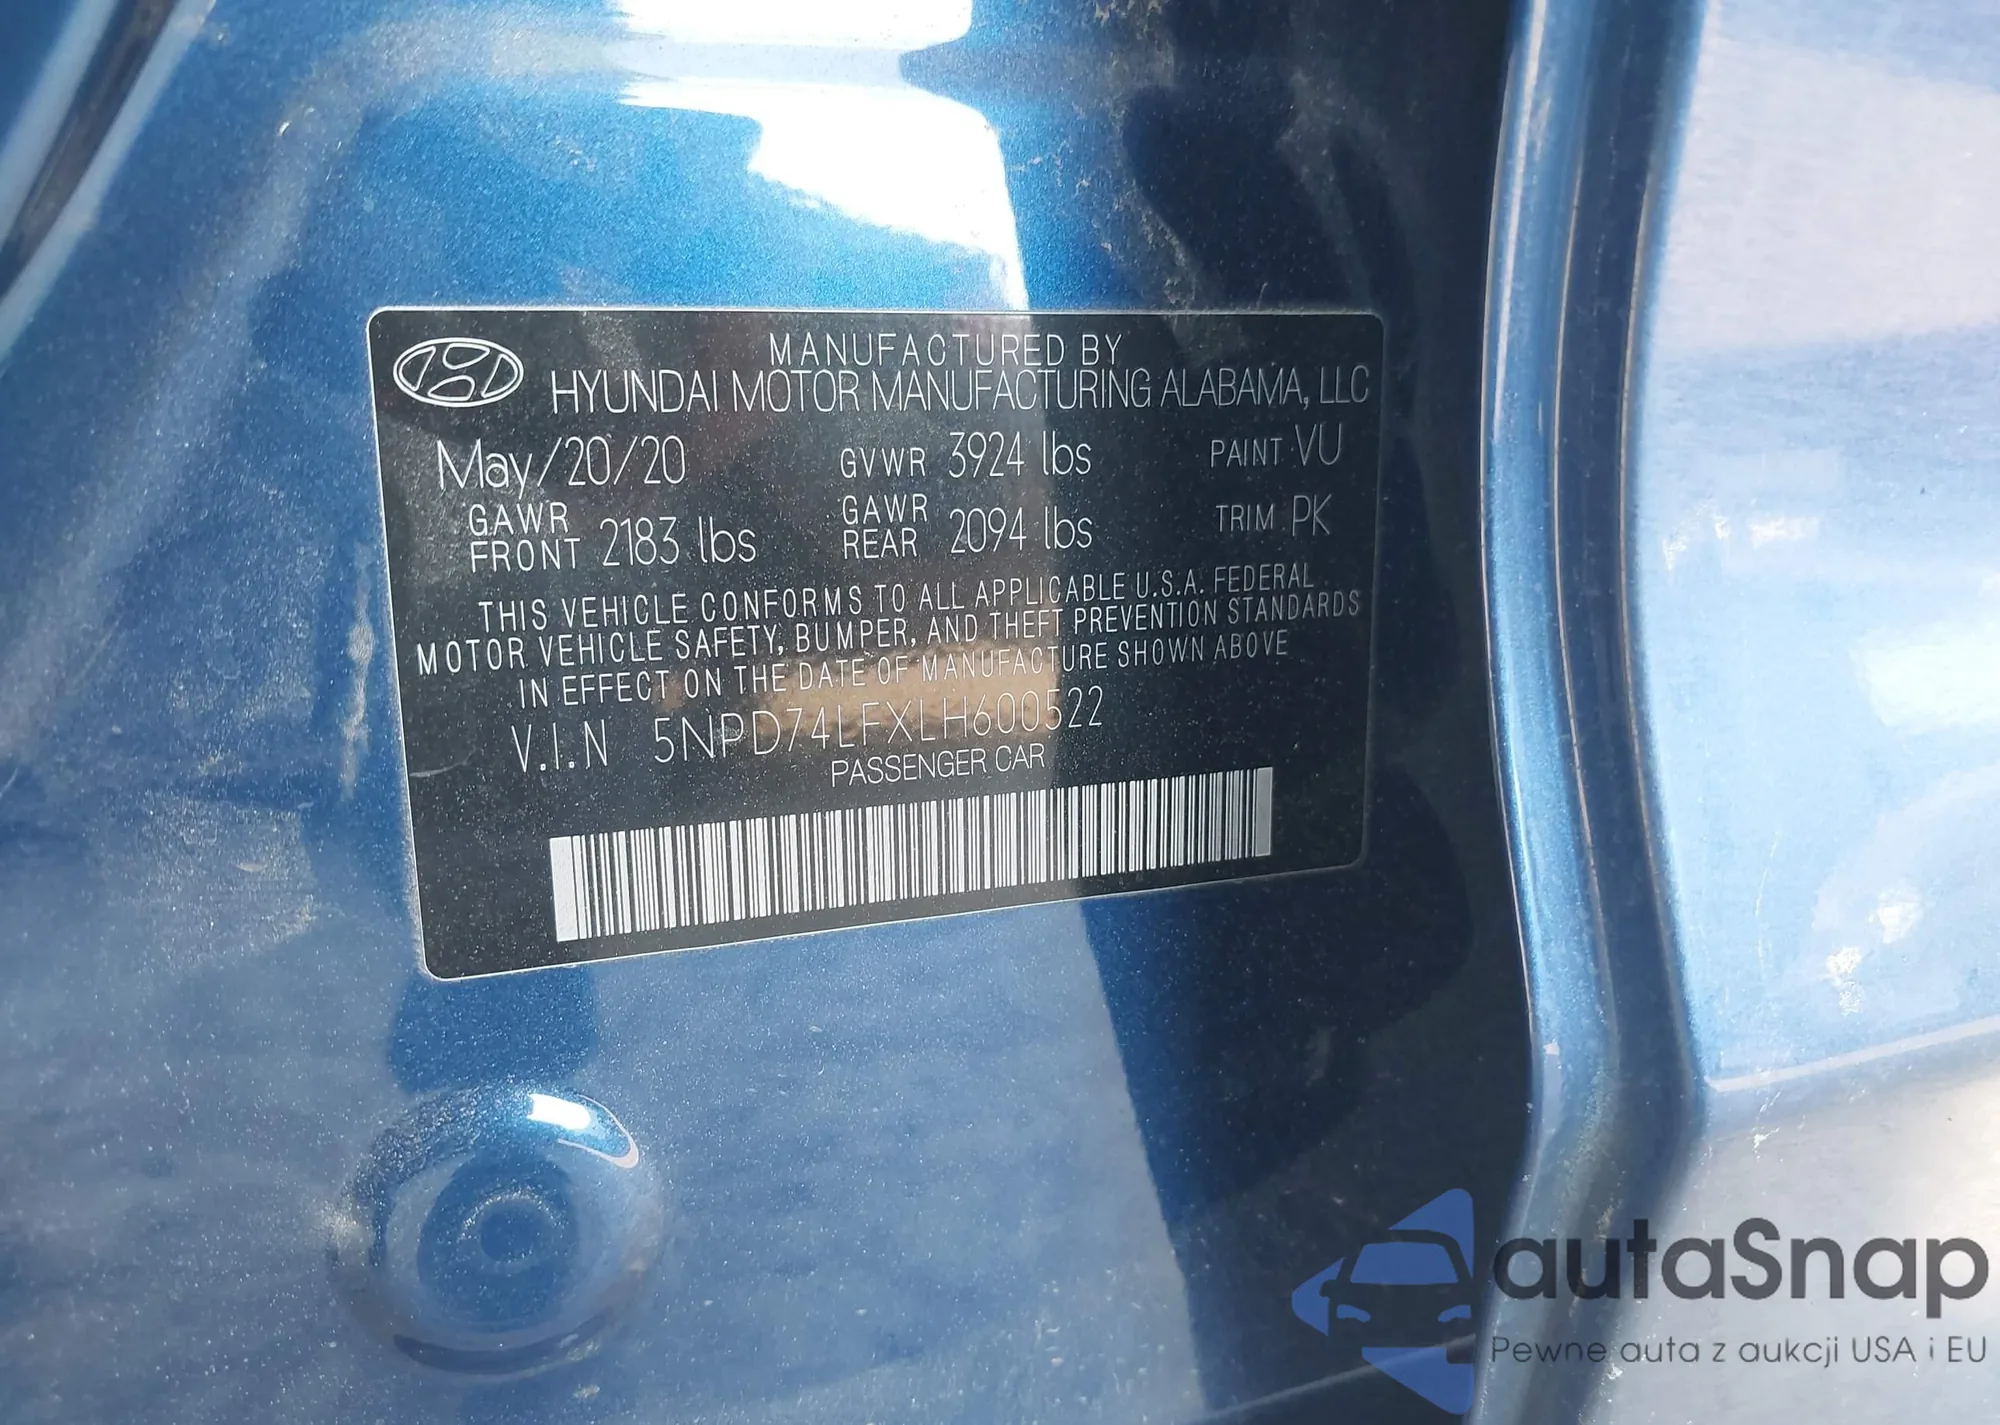 MANUFACTURED BY
HYUNDAI MOTOR MANUFACTURING ALABAMA, LLC
May/20/20 GVWR 3924 lbs PAINT VU
GAWR FRONT 2183 lbs GAWR REAR 2094 lbs TRIM PK
THIS VEHICLE CONFORMS TO ALL APPLICABLE U.S.A. FEDERAL
MOTOR VEHICLE SAFETY, BUMPER, AND THEFT PREVENTION STANDARDS
IN EFFECT ON THE DATE OF MANUFACTURE SHOWN ABOVE
V.I.N 5NPD74LFXLH600522
PASSENGER CAR
autaSnap
Pewne auta z aukcji USA i EU